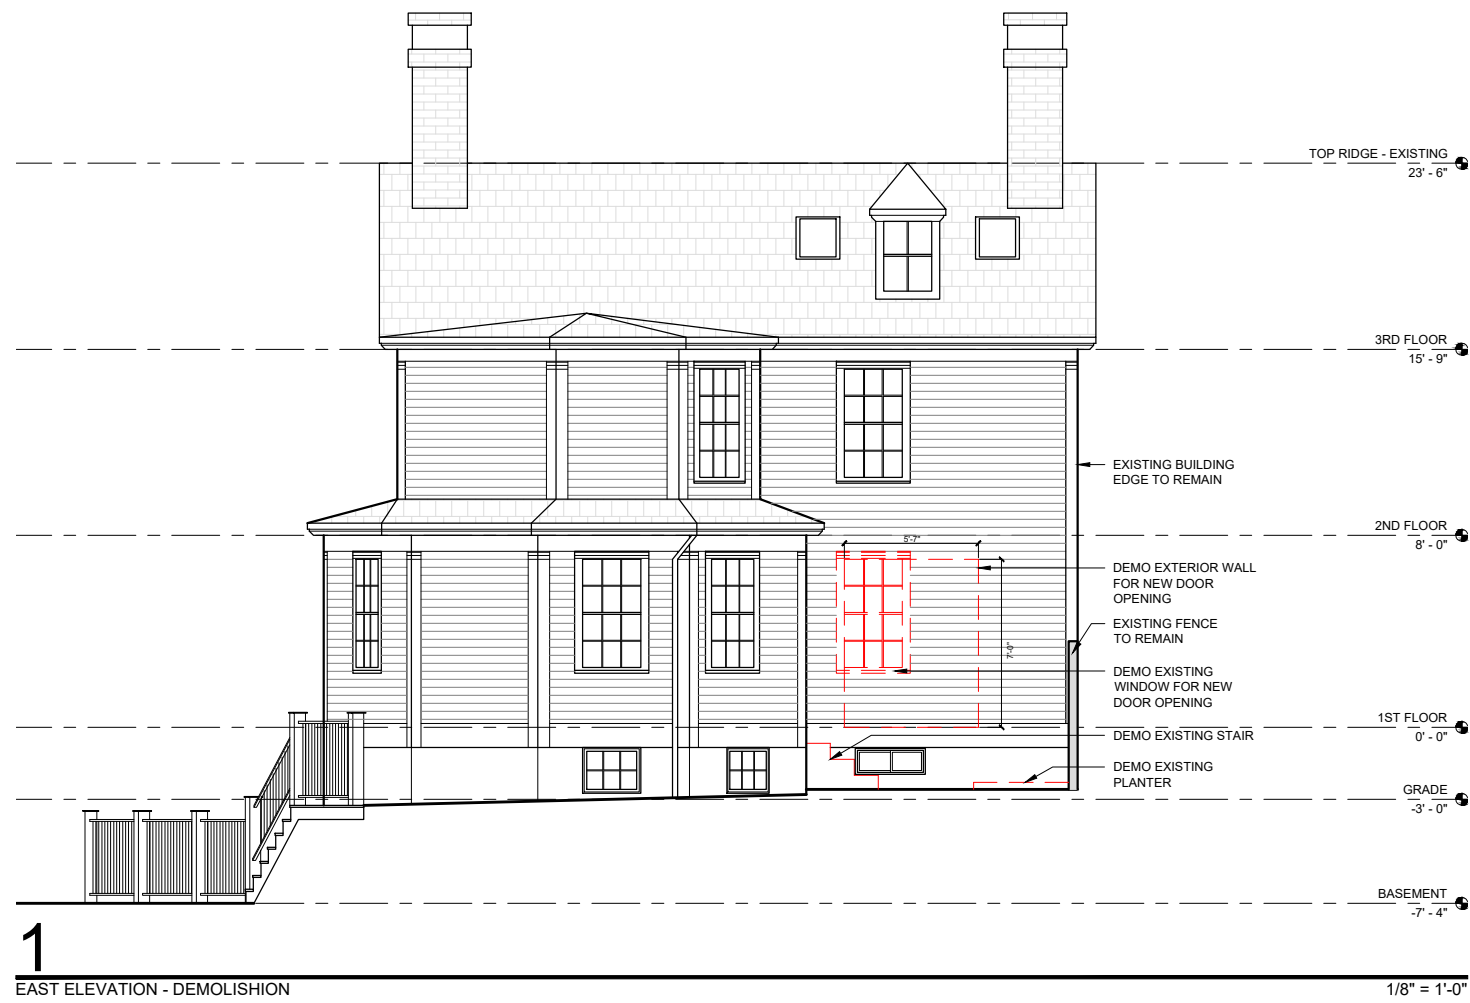 TOP RIDGE - EXISTING
23' - 6"
3RD FLOOR
15' - 9"
EXISTING BUILDING
EDGE TO REMAIN
2ND FLOOR
8' - 0"
5'-7"
DEMO EXTERIOR WALL
FOR NEW DOOR
OPENING
EXISTING FENCE
TO REMAIN
7'-0"
DEMO EXISTING
WINDOW FOR NEW
DOOR OPENING
1ST FLOOR
0' - 0"
DEMO EXISTING STAIR
DEMO EXISTING
PLANTER
GRADE
-3' - 0"
BASEMENT
-7' - 4"
1
EAST ELEVATION - DEMOLISHION
1/8" = 1'-0"